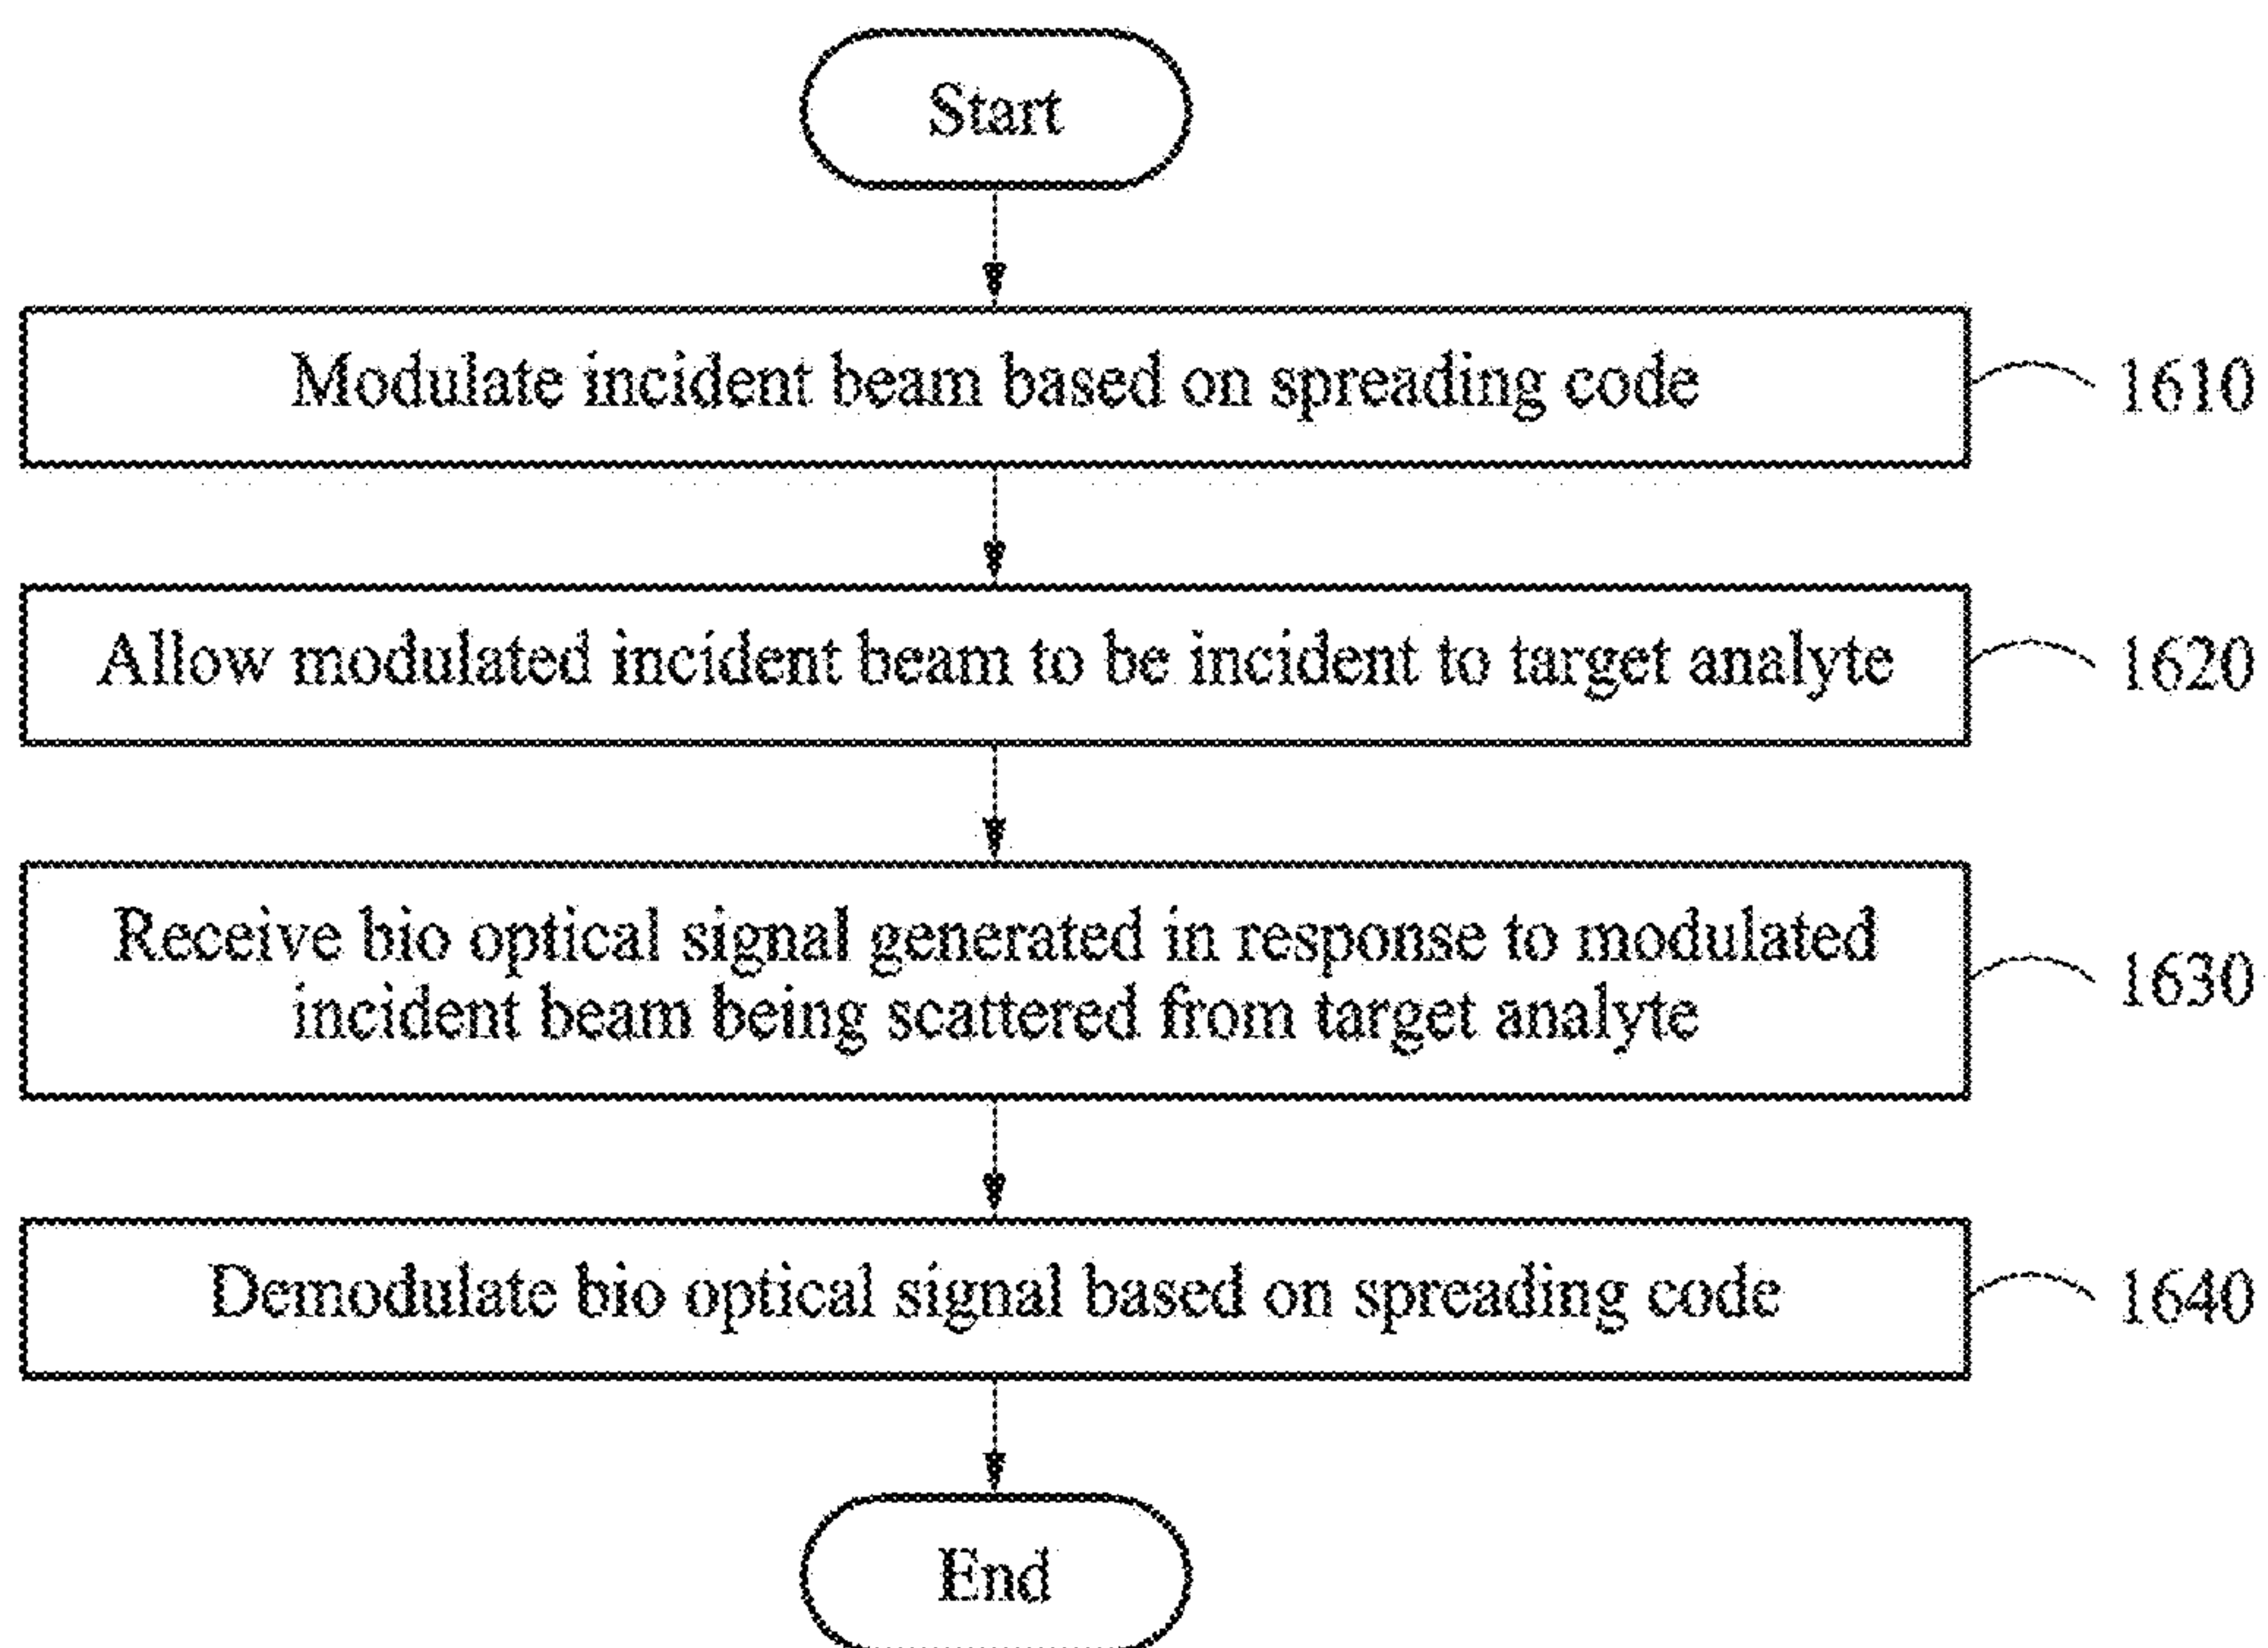 Start
Modulate incident beam based on spreading code
1610
Allow modulated incident beam to be incident to target analyte
1620
Receive bio optical signal generated in response to modulated
incident beam being scattered from target analyte
1630
Demodulate bio optical signal based on spreading code
1640
End